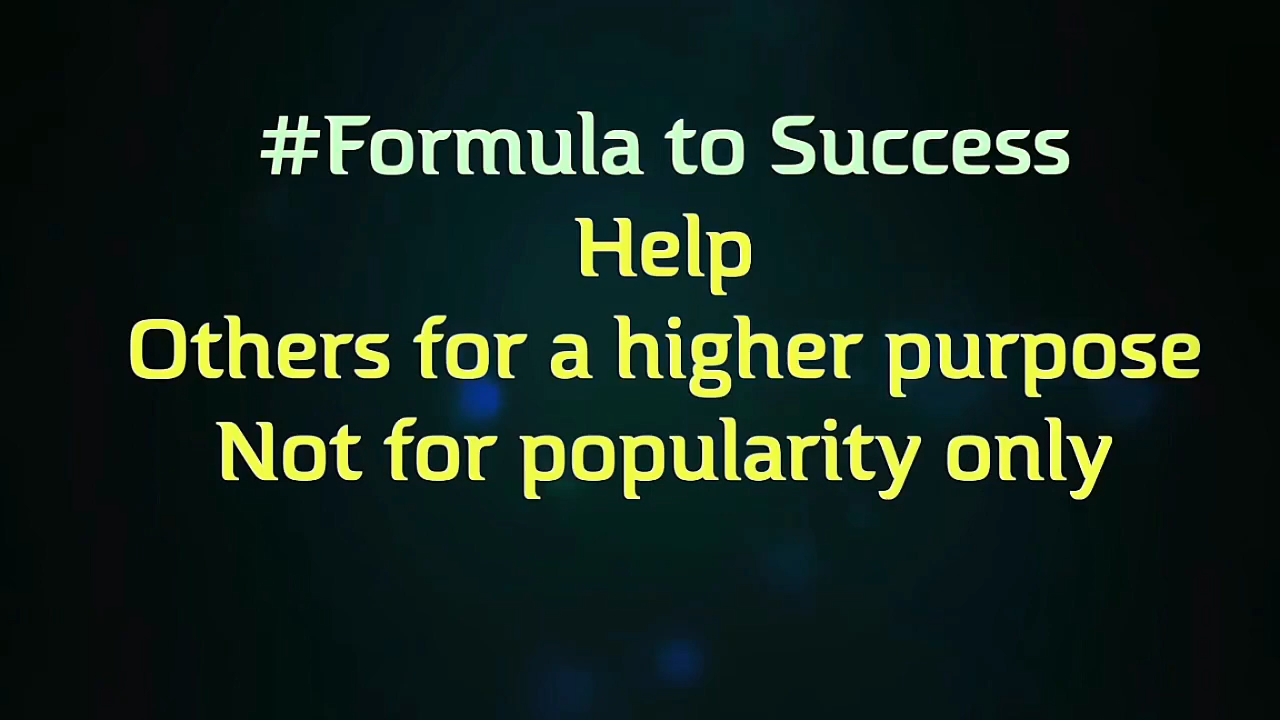 #Formula to Success
Help
Others for a higher purpose
Not for popularity only